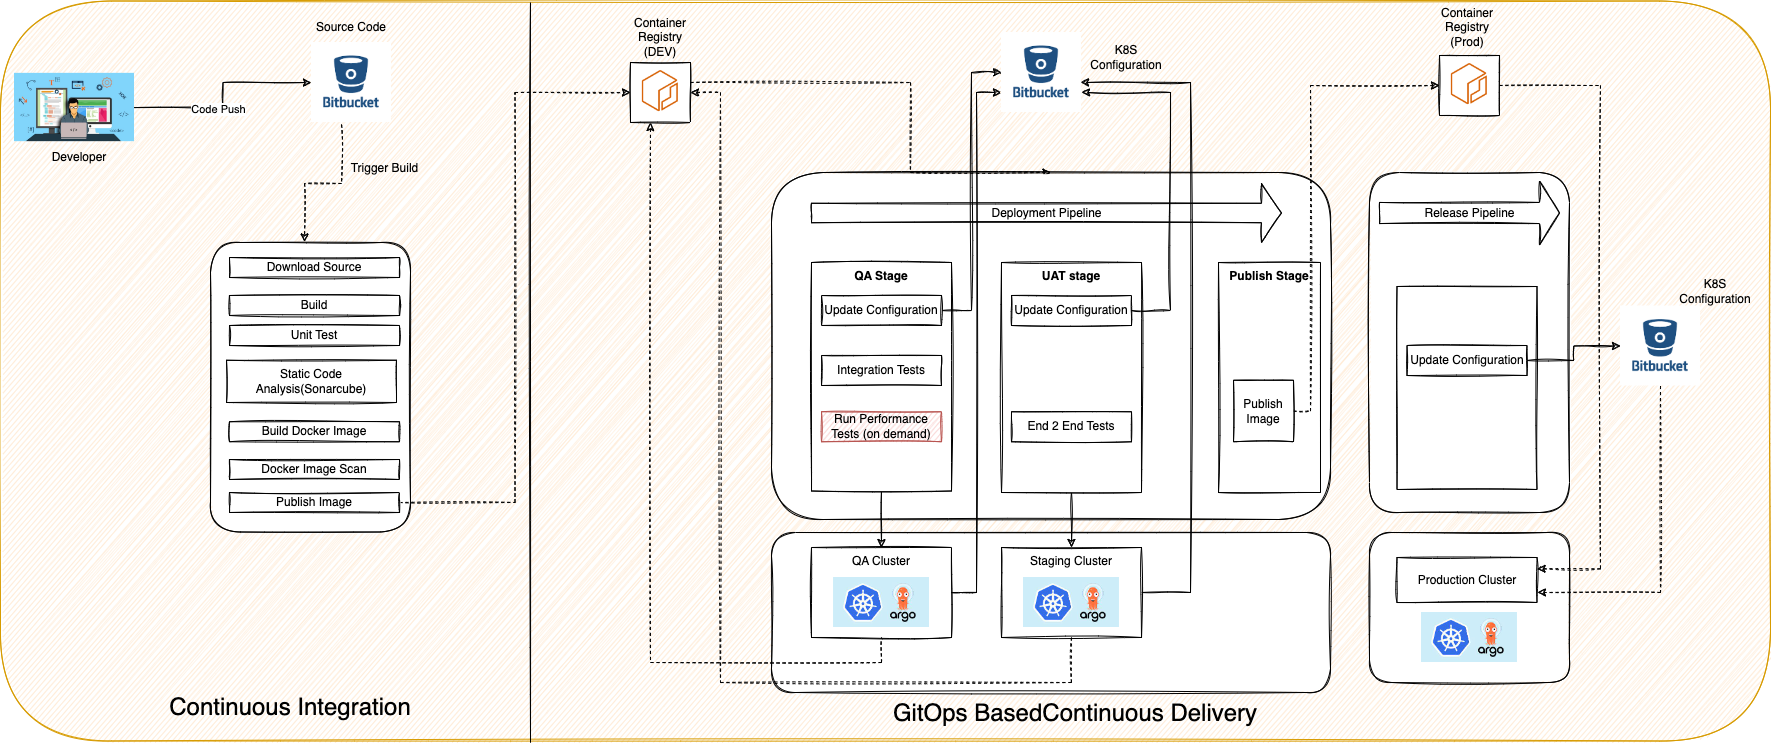 Source Code
Bitbucket
Code Push
Developer
Trigger Build
Download Source
Build
Unit Test
Static Code
Analysis(Sonarcube)
Build Docker Image
Docker Image Scan
Publish Image
Continuous Integration
Container
Registry
(DEV)
K8S
Configuration
Bitbucket
Container
Registry
(Prod)
Deployment Pipeline
QA Stage
Update Configuration
Integration Tests
Run Performance
Tests (on demand)
UAT stage
Update Configuration
End 2 End Tests
Publish Stage
Publish
Image
Release Pipeline
Update Configuration
K8S
Configuration
Bitbucket
QA Cluster
argo
Staging Cluster
argo
Production Cluster
argo
GitOps BasedContinuous Delivery